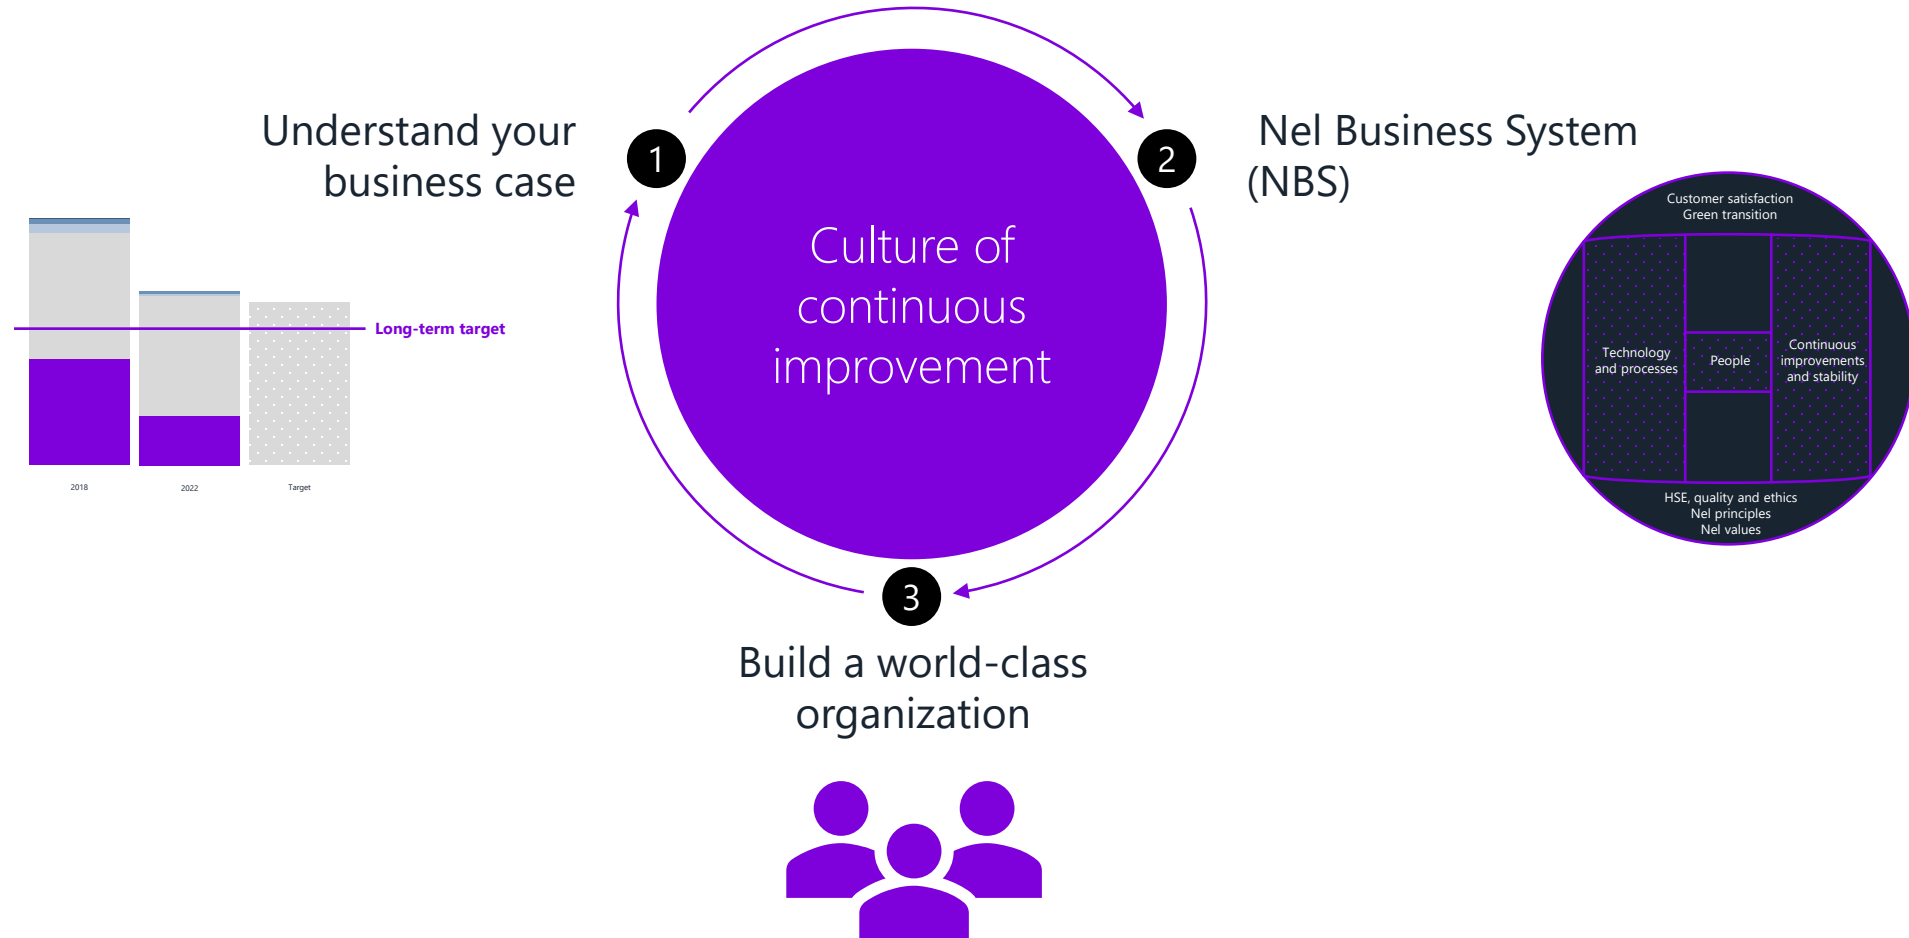 Understand your
business case
1
2
Nel Business System
(NBS)
Culture of
continuous
improvement
Long-term target
2018
2022
Target
Customer satisfaction
Green transition
Technology
and processes
People
Continuous
improvements
and stability
HSE, quality and ethics
Nel principles
Nel values
3
Build a world-class
organization